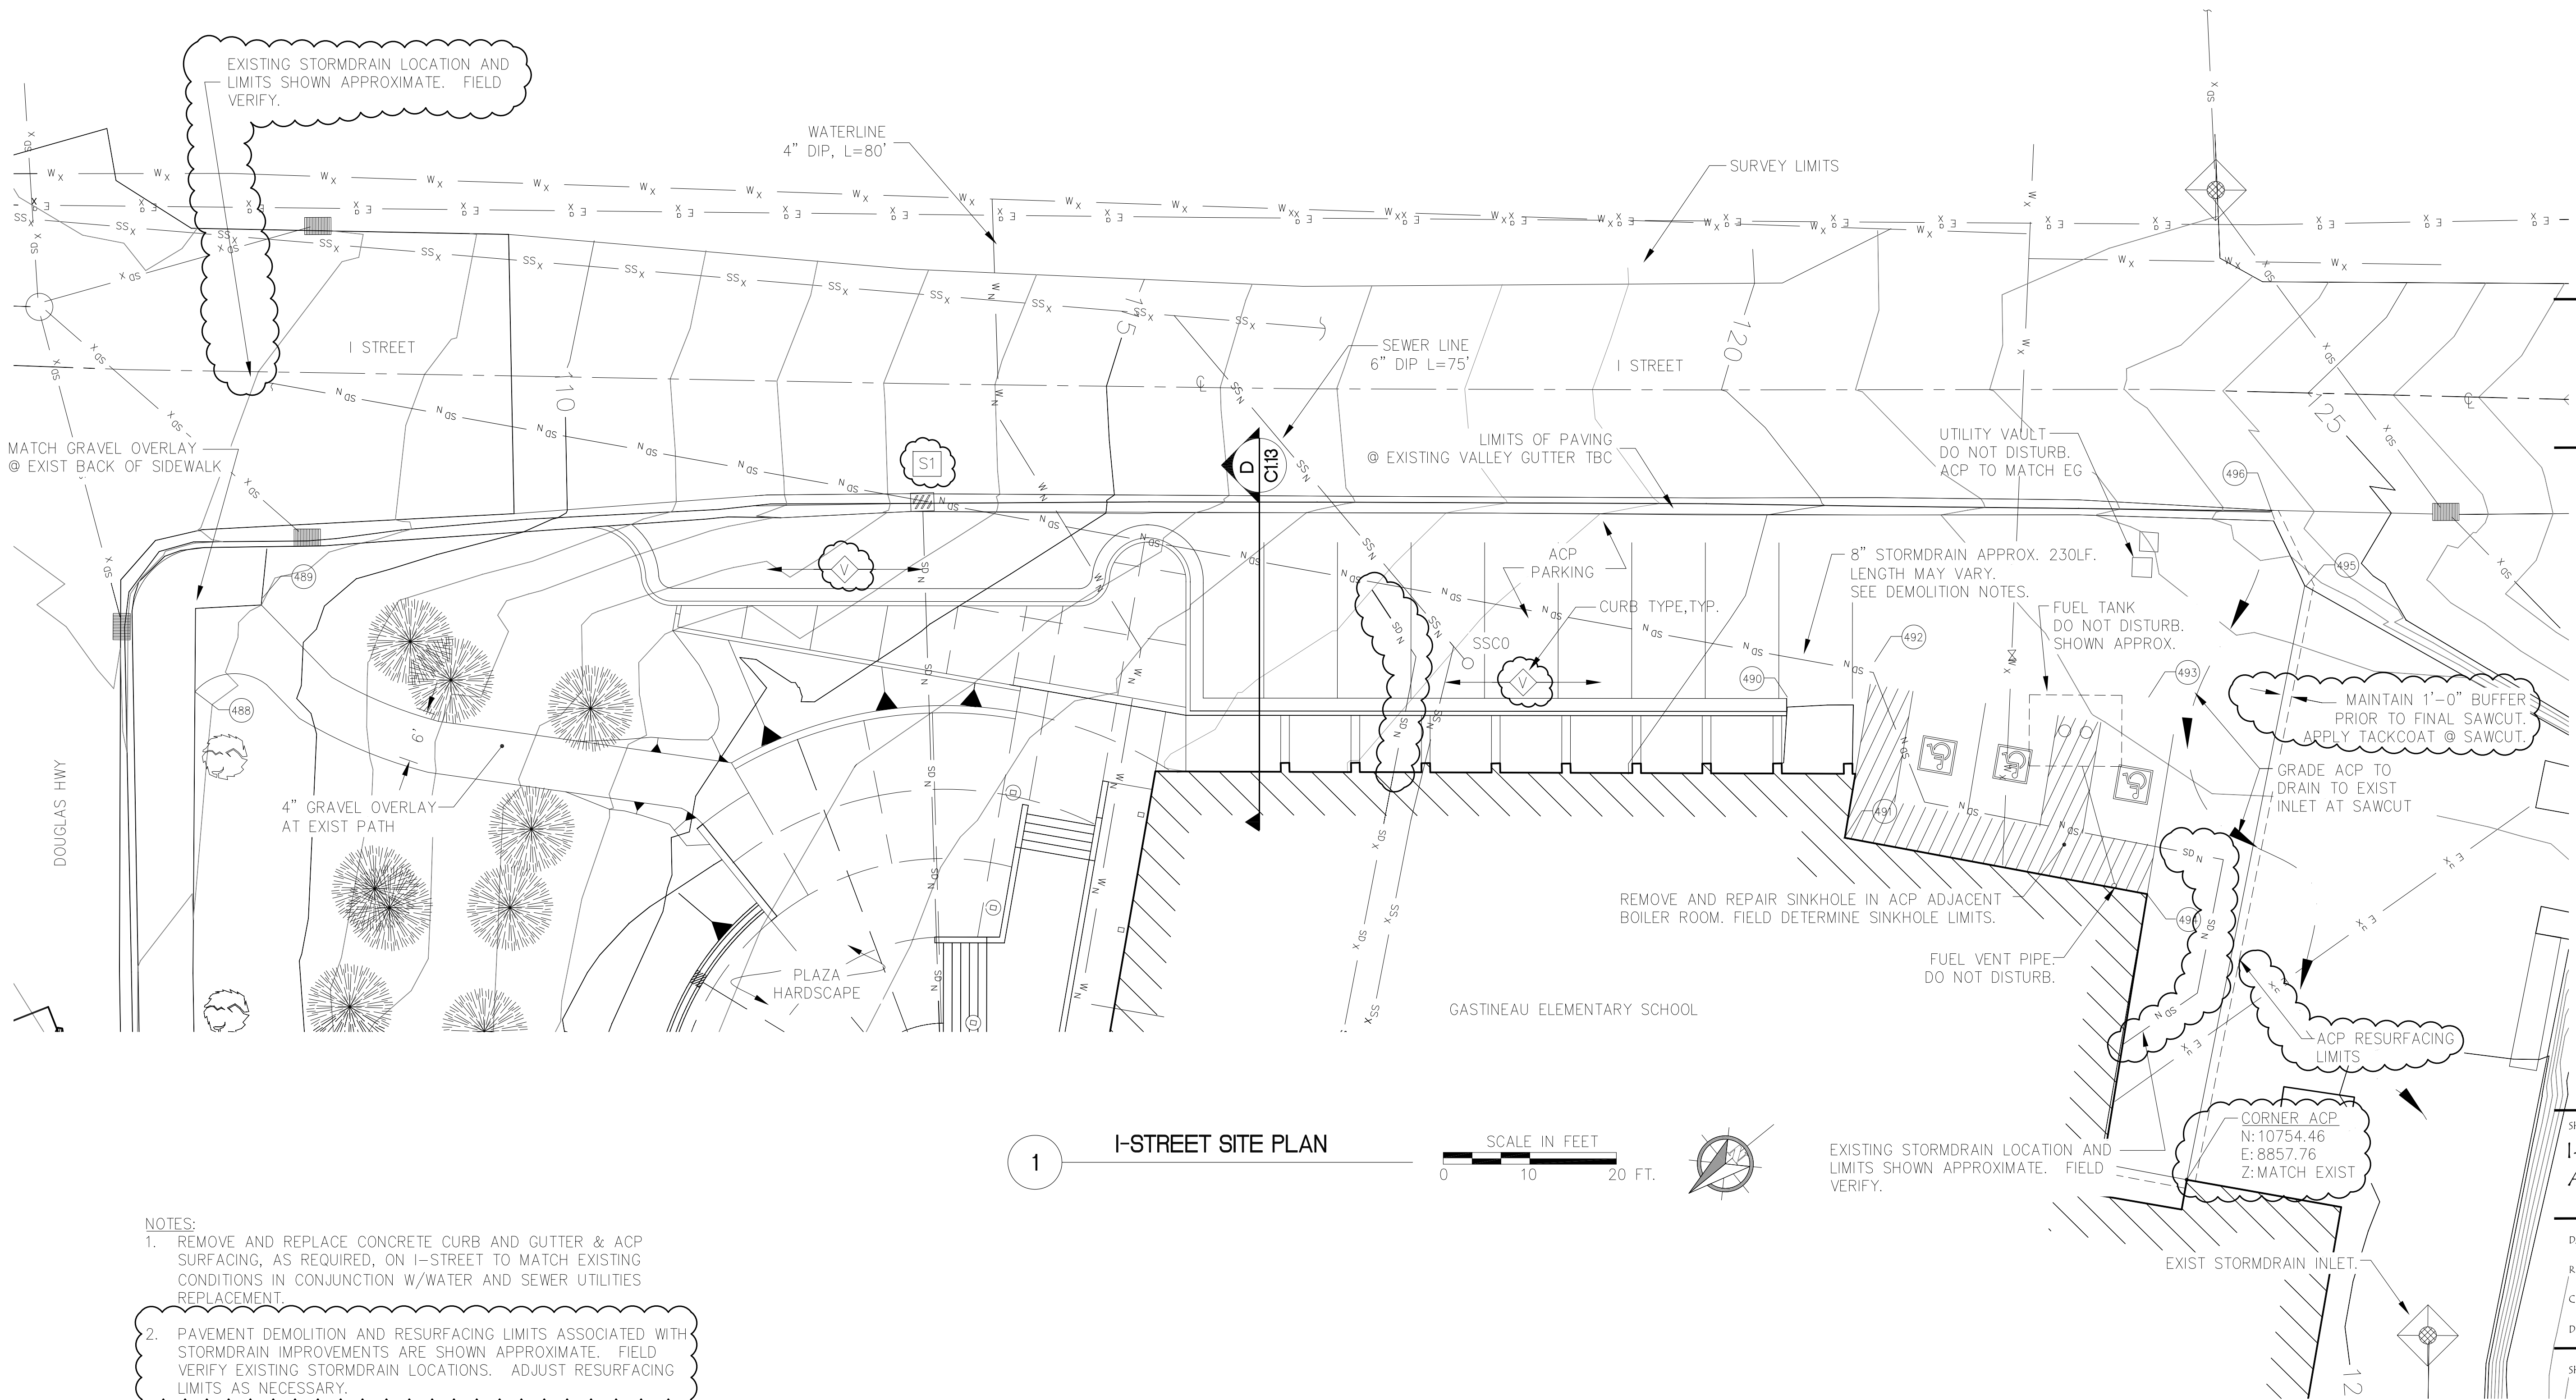 EXISTING STORMDRAIN LOCATION AND
LIMITS SHOWN APPROXIMATE. FIELD
VERIFY.
WATERLINE
4" DIP, L=80'
SURVEY LIMITS
I STREET
SEWER LINE
6" DIP L=75'
I STREET
110
115
120
125
MATCH GRAVEL OVERLAY
@ EXIST BACK OF SIDEWALK
S1
D
C1.13
LIMITS OF PAVING
@ EXISTING VALLEY GUTTER TBC
UTILITY VAULT
DO NOT DISTURB.
ACP TO MATCH EG
496
495
489
V
ACP
PARKING
8" STORMDRAIN APPROX. 230LF.
LENGTH MAY VARY.
SEE DEMOLITION NOTES.
CURB TYPE,TYP.
FUEL TANK
DO NOT DISTURB.
SHOWN APPROX.
492
SSCO
V
490
493
488
6'
MAINTAIN 1'-0" BUFFER
PRIOR TO FINAL SAWCUT.
APPLY TACKCOAT @ SAWCUT.
GRADE ACP TO
DRAIN TO EXIST
INLET AT SAWCUT
4" GRAVEL OVERLAY
AT EXIST PATH
DOUGLAS HWY
491
REMOVE AND REPAIR SINKHOLE IN ACP ADJACENT
BOILER ROOM. FIELD DETERMINE SINKHOLE LIMITS.
494
FUEL VENT PIPE.
DO NOT DISTURB.
PLAZA
HARDSCAPE
GASTINEAU ELEMENTARY SCHOOL
ACP RESURFACING
LIMITS
1
I-STREET SITE PLAN
SCALE IN FEET
0 10 20 FT.
EXISTING STORMDRAIN LOCATION AND
LIMITS SHOWN APPROXIMATE. FIELD
VERIFY.
CORNER ACP
N:10754.46
E:8857.76
Z:MATCH EXIST
EXIST STORMDRAIN INLET.
12
NOTES:
1. REMOVE AND REPLACE CONCRETE CURB AND GUTTER & ACP
SURFACING, AS REQUIRED, ON I-STREET TO MATCH EXISTING
CONDITIONS IN CONJUNCTION W/WATER AND SEWER UTILITIES
REPLACEMENT.
2. PAVEMENT DEMOLITION AND RESURFACING LIMITS ASSOCIATED WITH
STORMDRAIN IMPROVEMENTS ARE SHOWN APPROXIMATE. FIELD
VERIFY EXISTING STORMDRAIN LOCATIONS. ADJUST RESURFACING
LIMITS AS NECESSARY.